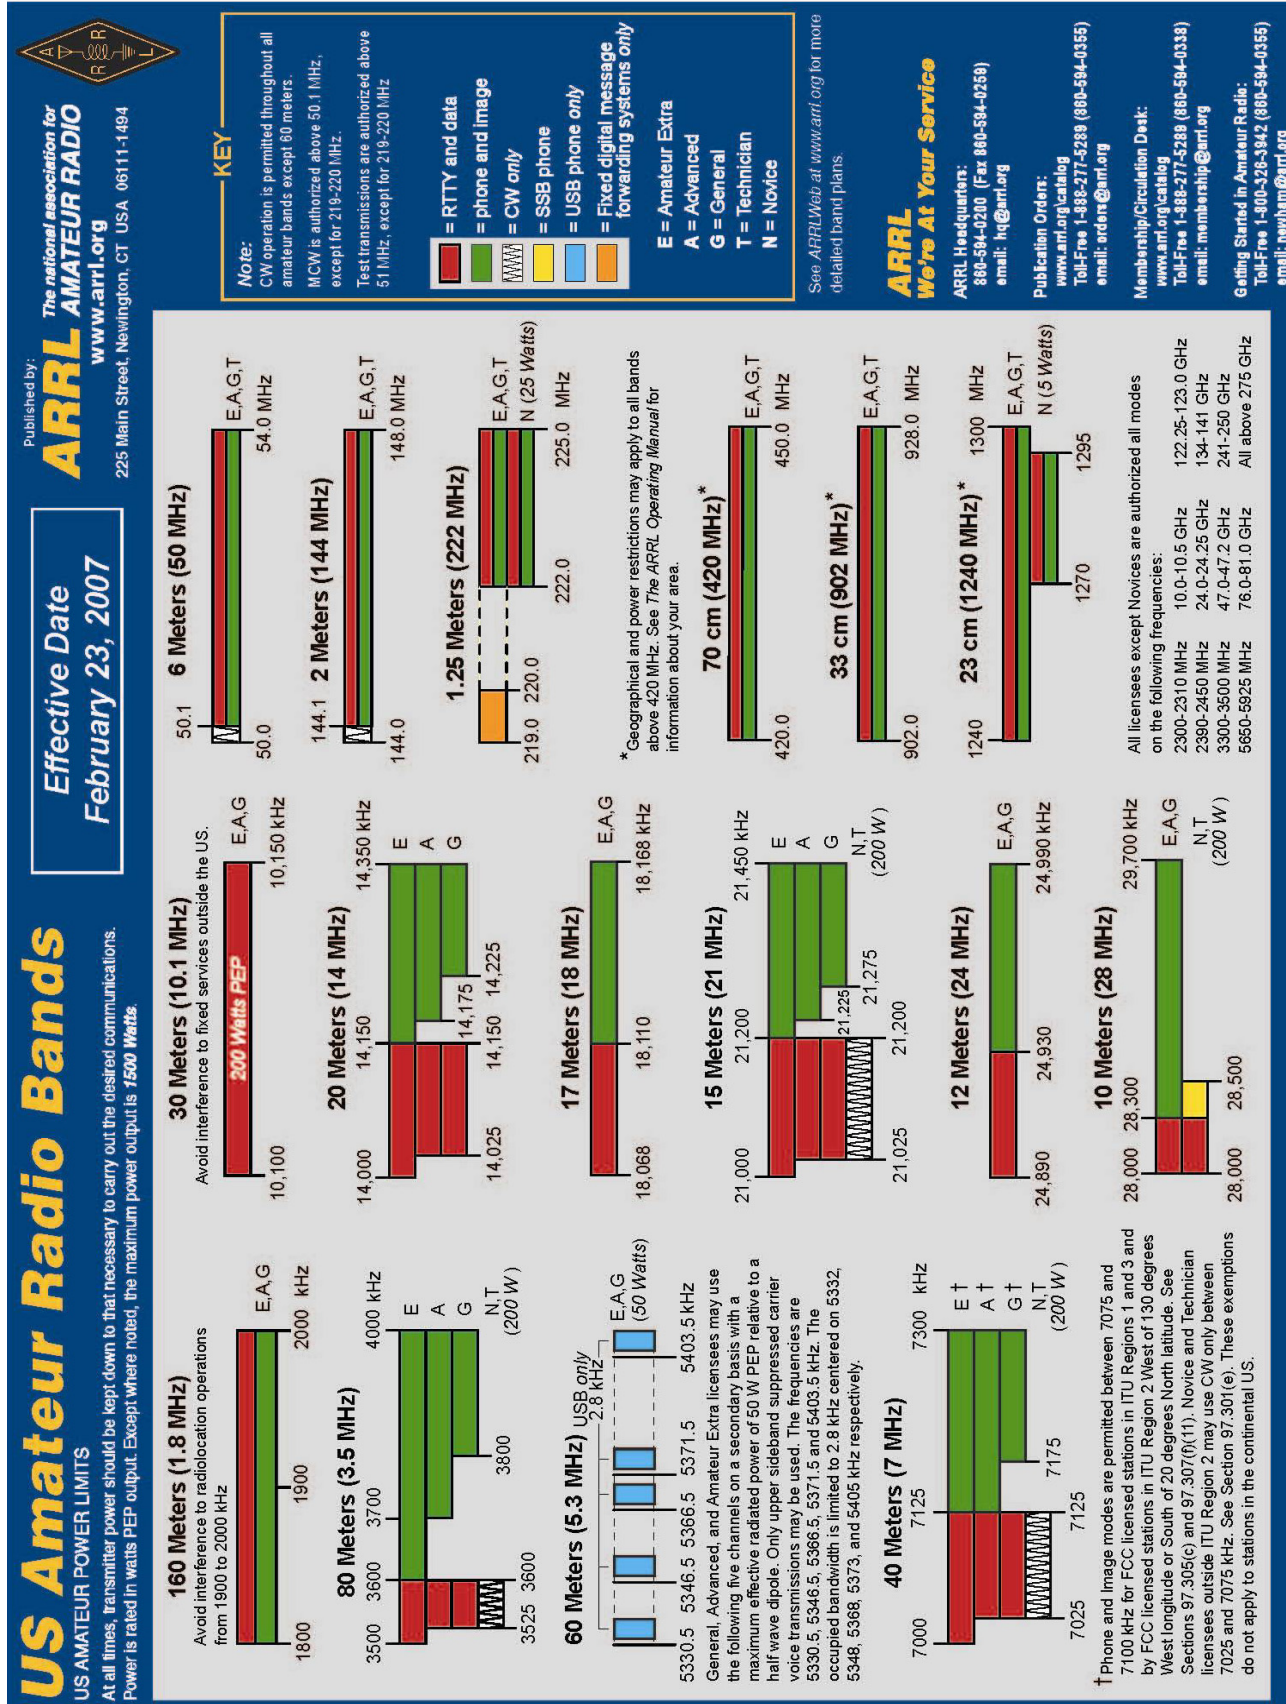 US Amateur Radio Bands
US AMATEUR POWER LIMITS
At all times, transmitter power should be kept down to that necessary to carry out the desired communications.
Power is rated in watts PEP output. Except where noted, the maximum power output is 1500 Watts.
Effective Date
February 23, 2007
Published by:
ARRL The national association for
AMATEUR RADIO
www.arrl.org
225 Main Street, Newington, CT USA 06111-1494
A
R
R
L
160 Meters (1.8 MHz)
Avoid interference to radiolocation operations
from 1900 to 2000 kHz
E,A,G
1800 1900 2000 kHz
80 Meters (3.5 MHz)
3500 3600 3700 4000 kHz
E
A
G
N,T
(200 W)
3525 3600 3800
60 Meters (5.3 MHz)
USB only
2.8 kHz
E,A,G
(50 Watts)
5330.5 5346.5 5366.5 5371.5 5403.5 kHz
General, Advanced, and Amateur Extra licensees may use
the following five channels on a secondary basis with a
maximum effective radiated power of 50 W PEP relative to a
half wave dipole. Only upper sideband suppressed carrier
voice transmissions may be used. The frequencies are
5330.5, 5346.5, 5366.5, 5371.5 and 5403.5 kHz. The
occupied bandwidth is limited to 2.8 kHz centered on 5332,
5348, 5368, 5373, and 5405 kHz respectively.
40 Meters (7 MHz)
7000 7125 7300 kHz
E †
A †
G †
N,T
(200 W)
7025 7125 7175
† Phone and Image modes are permitted between 7075 and
7100 kHz for FCC licensed stations in ITU Regions 1 and 3 and
by FCC licensed stations in ITU Region 2 West of 130 degrees
West longitude or South of 20 degrees North latitude. See
Sections 97.305(c) and 97.307(f)(11). Novice and Technician
licensees outside ITU Region 2 may use CW only between
7025 and 7075 kHz. See Section 97.301(e). These exemptions
do not apply to stations in the continental US.
30 Meters (10.1 MHz)
Avoid interference to fixed services outside the US.
200 Watts PEP
E,A,G
10,100 10,150 kHz
20 Meters (14 MHz)
14,000 14,150 14,350 kHz
E
A
G
14,175
14,025 14,150 14,225
17 Meters (18 MHz)
E,A,G
18,068 18,110 18,168 kHz
15 Meters (21 MHz)
21,000 21,200 21,450 kHz
E
A
G
N,T
(200 W)
21,225
21,275
21,025 21,200
12 Meters (24 MHz)
E,A,G
24,890 24,930 24,990 kHz
10 Meters (28 MHz)
28,000 28,300 29,700 kHz
E,A,G
N,T
(200 W)
28,000 28,500
6 Meters (50 MHz)
50.1
E,A,G,T
50.0 54.0 MHz
2 Meters (144 MHz)
144.1
E,A,G,T
144.0 148.0 MHz
1.25 Meters (222 MHz)
E,A,G,T
N (25 Watts)
219.0 220.0 222.0 225.0 MHz
* Geographical and power restrictions may apply to all bands
above 420 MHz. See The ARRL Operating Manual for
information about your area.
70 cm (420 MHz)*
E,A,G,T
420.0 450.0 MHz
33 cm (902 MHz)*
E,A,G,T
902.0 928.0 MHz
23 cm (1240 MHz)*
1240 1300 MHz
E,A,G,T
N (5 Watts)
1270 1295
All licensees except Novices are authorized all modes
on the following frequencies:
2300-2310 MHz 10.0-10.5 GHz 122.25-123.0 GHz
2390-2450 MHz 24.0-24.25 GHz 134-141 GHz
3300-3500 MHz 47.0-47.2 GHz 241-250 GHz
5650-5925 MHz 76.0-81.0 GHz All above 275 GHz
KEY
Note:
CW operation is permitted throughout all
amateur bands except 60 meters.
MCW is authorized above 50.1 MHz,
except for 219-220 MHz.
Test transmissions are authorized above
51 MHz, except for 219-220 MHz
= RTTY and data
= phone and image
= CW only
= SSB phone
= USB phone only
= Fixed digital message
forwarding systems only
E = Amateur Extra
A = Advanced
G = General
T = Technician
N = Novice
See ARRLWeb at www.arrl.org for more
detailed band plans.
ARRL
We're At Your Service
ARRL Headquarters:
860-594-0200 (Fax 860-594-0259)
email: hq@arrl.org
Publication Orders:
www.arrl.org/catalog
Toll-Free 1-888-277-5289 (860-594-0355)
email: orders@arrl.org
Membership/Circulation Desk:
www.arrl.org/catalog
Toll-Free 1-888-277-5289 (860-594-0338)
email: membership@arrl.org
Getting Started in Amateur Radio:
Toll-Free 1-800-326-3942 (860-594-0355)
email: newham@arrl.org